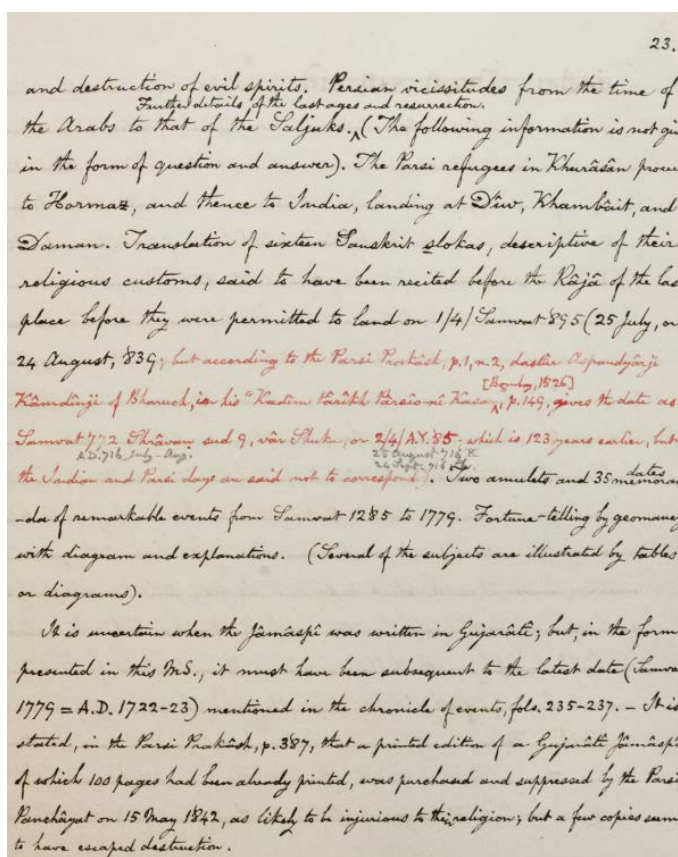 23.
and destruction of evil spirits. Persian vicissitudes from the time of
Further details of the last ages and resurrection.
the Arabs to that of the Saljuks. ^ (The following information is not gi
in the form of question and answer). The Parsi refugees in Khurâsân procee
to Hormaz, and thence to India, landing at Dîw, Khambâit, and
Daman. Translation of sixteen Sanskrit slokas, descriptive of their
religious customs, said to have been recited before the Râjâ of the las
place before they were permitted to land on 1/4/Samwat 895 (25 July, or
24 August, 839; but according to the Parsi Prakâsh, p.1, n.2, dastûr Aspandyârji
[Bombay, 1826]
Kâmdînji of Bharuch, in his "Kadîm târîkh Parsîo-nî Kasar ^, p.149, gives the date as
Samvat 772 Shrâvan sud 9, vâr Shukr, or 2/4/A.Y. 85 - which is 123 years earlier, but
A.D. 716 July - Aug. 25 August 716 K
24 Sept. 716
the Indian and Parsi days are said not to correspond). Two amulets and 35
dates
memoran
-da of remarkable events from Samwat 1285 to 1779. Fortune-telling by geomancy
with diagram and explanations. (Several of the subjects are illustrated by tables
or diagrams).
It is uncertain when the Jâmâspî was written in Gujarâtî; but, in the form
presented in this MS., it must have been subsequent to the latest date (Samwa
1779 = A.D. 1722-23) mentioned in the chronicle of events, fols. 235-237. - It is
stated, in the Parsi Prakâsh, p. 387, that a printed edition of a Gujarâtî Jâmâspî
of which 100 pages had been already printed, was purchased and suppressed by the Parsi
Panchâyat on 15 May 1842, as likely to be injurious to their religion; but a few copies seem
to have escaped destruction.